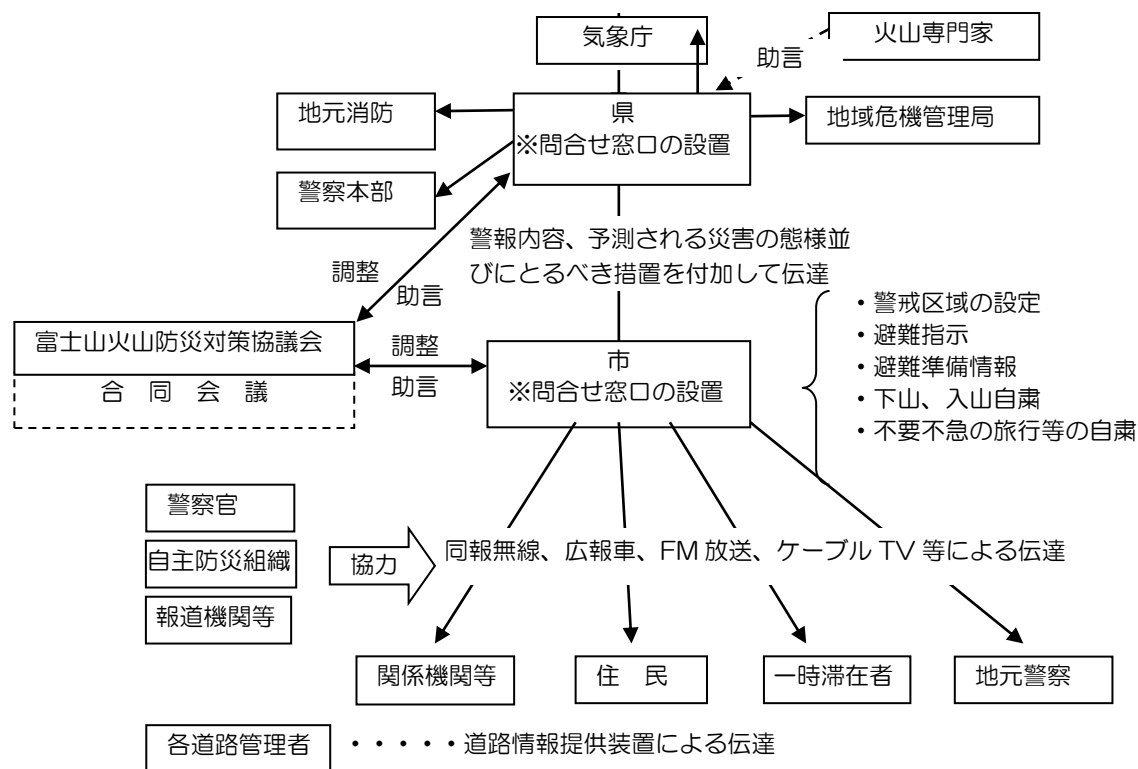 気象庁
火山専門家
助言
地元消防
県
※問合せ窓口の設置
地域危機管理局
警察本部
警報内容、予測される災害の態様並
びにとるべき措置を付加して伝達
調整
助言
・警戒区域の設定
・避難指示
・避難準備情報
・下山、入山自粛
・不要不急の旅行等の自粛
富士山火山防災対策協議会
合 同 会 議
調整
助言
市
※問合せ窓口の設置
警察官
自主防災組織
報道機関等
協力
同報無線、広報車、FM 放送、ケーブル TV 等による伝達
関係機関等
住 民
一時滞在者
地元警察
各道路管理者
・・・・・道路情報提供装置による伝達